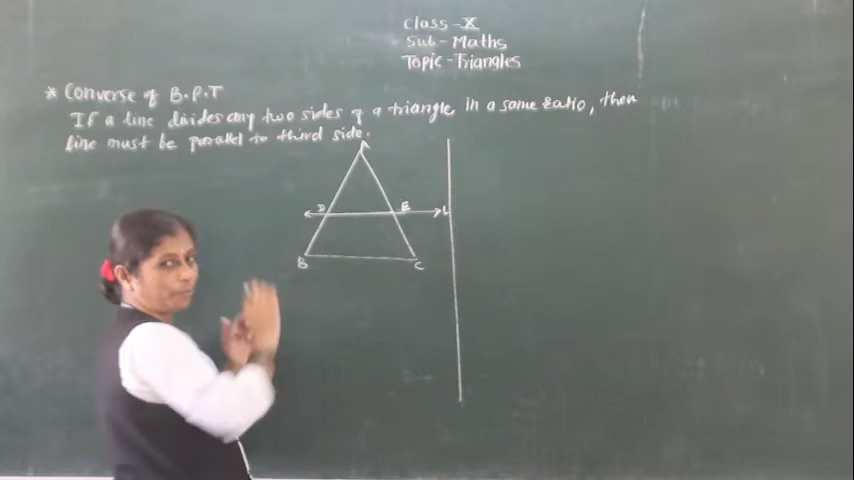 Class - X
Sub - Maths
Topic - Triangles
* Converse of B.P.T
If a line divides any two sides of a triangle in a same ratio, then
line must be parallel to third side.
A
D E L
B C